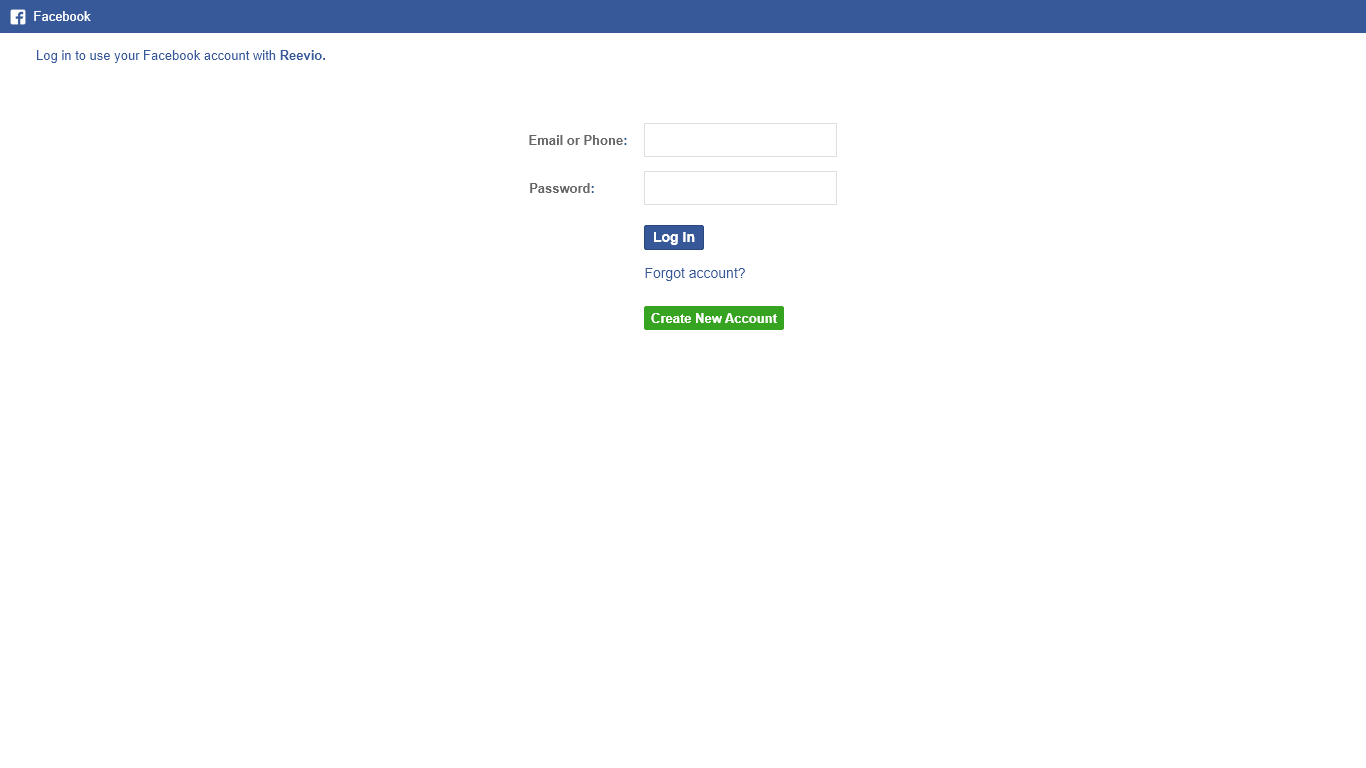 Facebook
Log in to use your Facebook account with Reevio.
Email or Phone:
Password:
Log In
Forgot account?
Create New Account